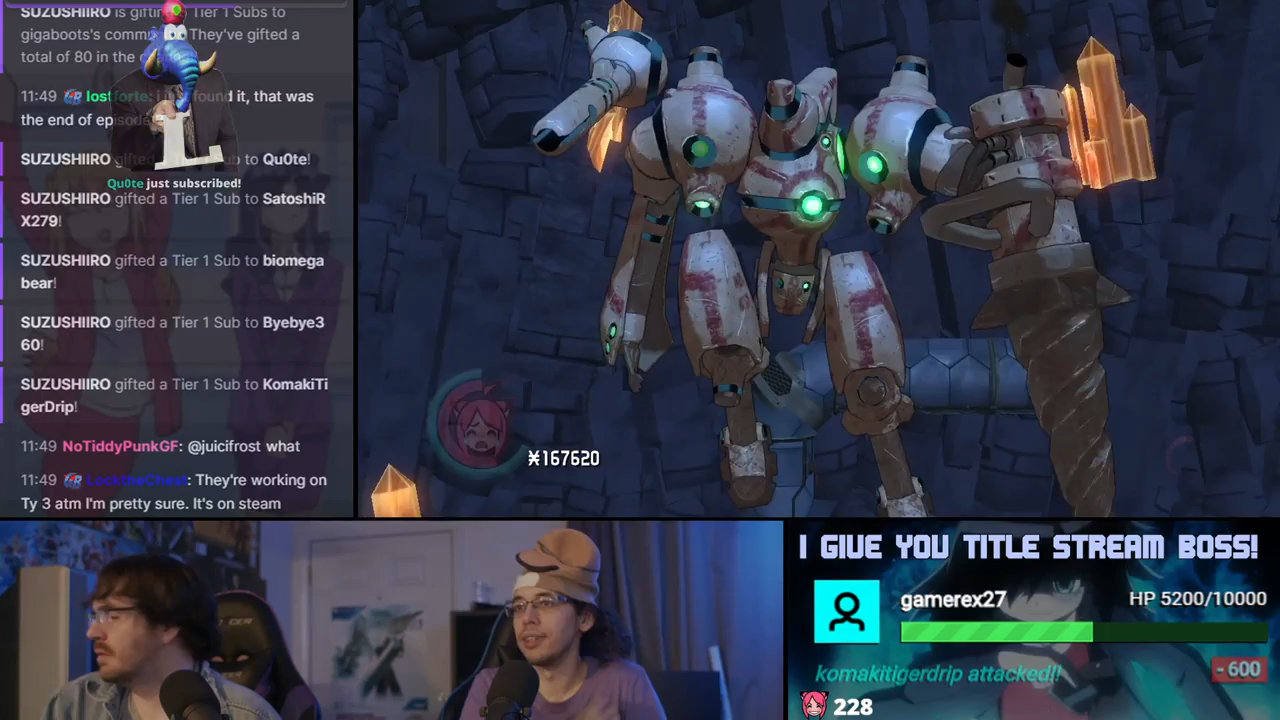 SUZUSHIIRO is gifting Tier 1 Subs to
gigaboots's They've gifted a
total of 80 in the
11:49 lostforte: found it, that was
the end of
SUZUSHIIRO gifted Sub to Qu0te!
Qu0te just subscribed!
SUZUSHIIRO gifted a Tier 1 Sub to SatoshiR
X279!
SUZUSHIIRO gifted a Tier 1 Sub to biomega
bear!
SUZUSHIIRO gifted a Tier 1 Sub to Byebye3
60!
SUZUSHIIRO gifted a Tier 1 Sub to KomakiTi
gerDrip!
11:49 NoTiddyPunkGF: @juicifrost what
11:49 LocktheChest: They're working on
Ty 3 atm I'm pretty sure. It's on steam
L
167620
I GIVE YOU TITLE STREAM BOSS!
gamerex27 HP 5200/10000
komakitigerdrip attacked!! -600
228